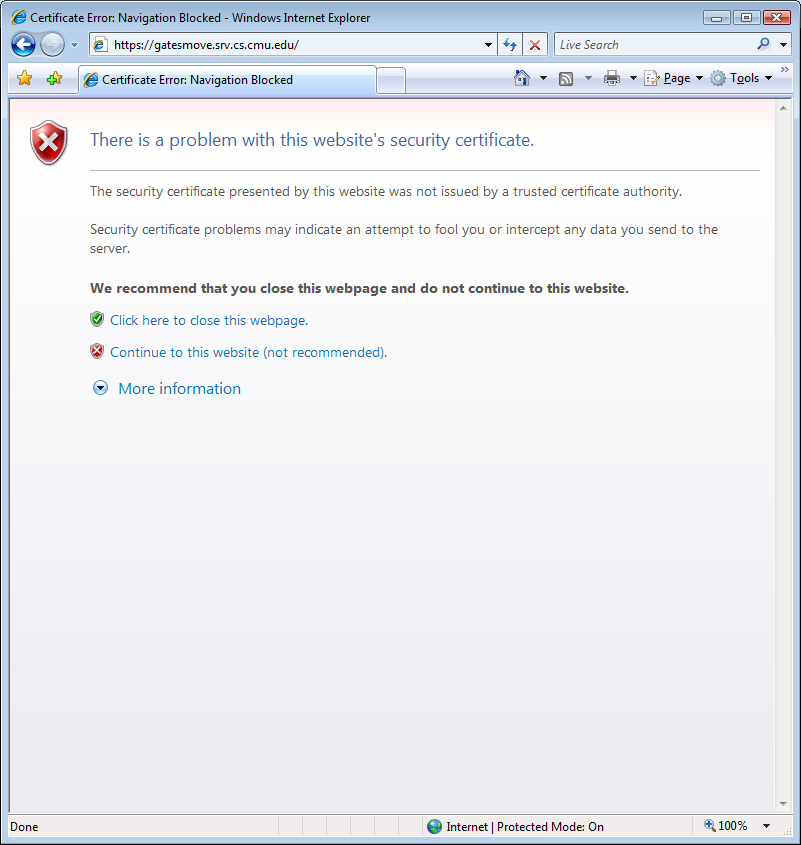 Certificate Error: Navigation Blocked - Windows Internet Explorer
https://gatesmove.srv.cs.cmu.edu/
Live Search
Certificate Error: Navigation Blocked
Page
Tools
There is a problem with this website's security certificate.
The security certificate presented by this website was not issued by a trusted certificate authority.
Security certificate problems may indicate an attempt to fool you or intercept any data you send to the
server.
We recommend that you close this webpage and do not continue to this website.
Click here to close this webpage.
Continue to this website (not recommended).
More information
Done
Internet | Protected Mode: On
100%